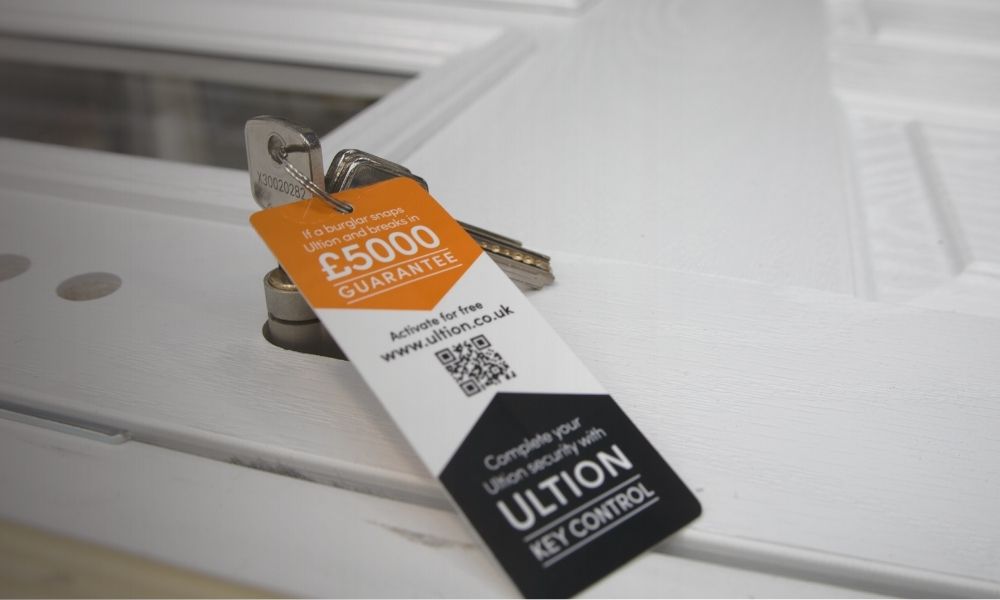 X30020282
If a burglar snaps
Ultion and breaks in
£5000
GUARANTEE
Activate for free
www.ultion.co.uk
Complete your
Ultion security with
ULTION
KEY CONTROL